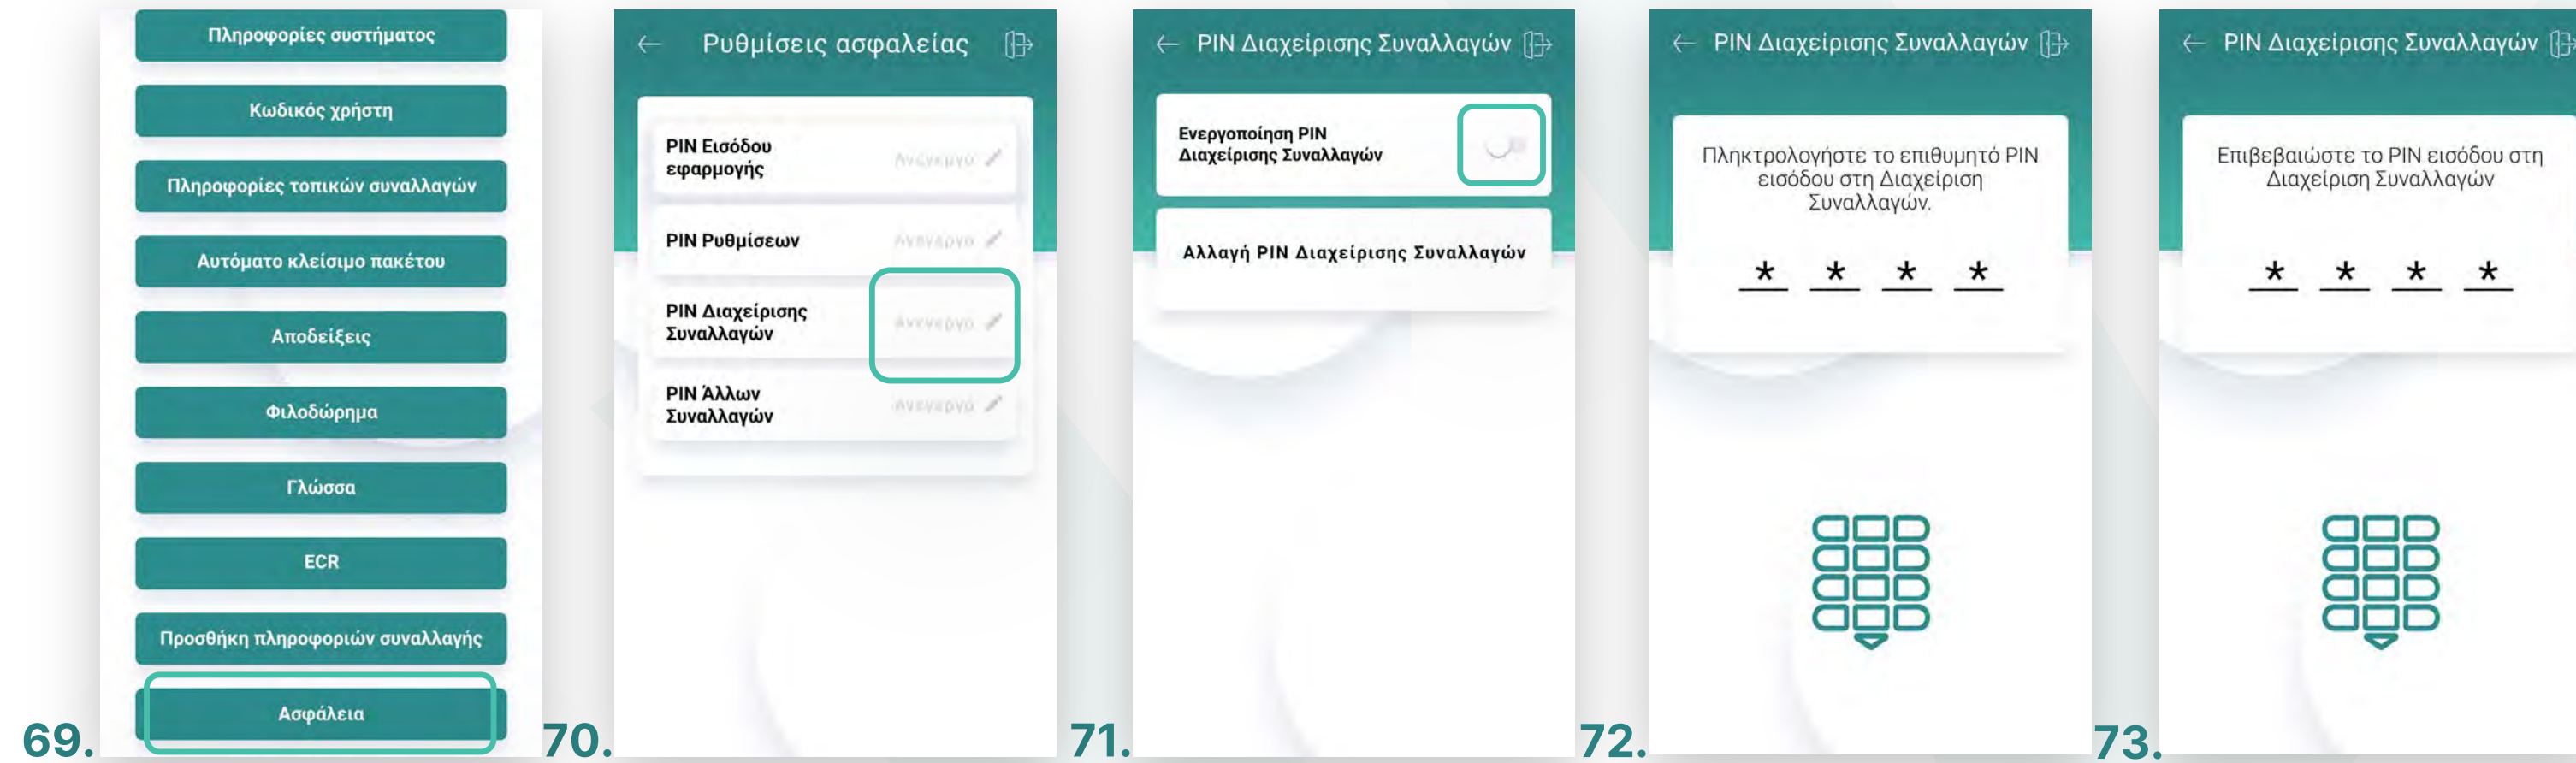 Πληροφορίες συστήματος
Κωδικός χρήστη
Πληροφορίες τοπικών συναλλαγών
Αυτόματο κλείσιμο πακέτου
Αποδείξεις
Φιλοδώρημα
Γλώσσα
ECR
Προσθήκη πληροφοριών συναλλαγής
Ασφάλεια
69.
Ρυθμίσεις ασφαλείας
PIN Εισόδου
εφαρμογής
PIN Ρυθμίσεων
PIN Διαχείρισης
Συναλλαγών
PIN Άλλων
Συναλλαγών
70.
PIN Διαχείρισης Συναλλαγών
Ενεργοποίηση PIN
Διαχείρισης Συναλλαγών
Αλλαγή PIN Διαχείρισης Συναλλαγών
71.
PIN Διαχείρισης Συναλλαγών
Πληκτρολογήστε το επιθυμητό PIN
εισόδου στη Διαχείριση
Συναλλαγών.
* * * *
72.
PIN Διαχείρισης Συναλλαγών
Επιβεβαιώστε το PIN εισόδου στη
Διαχείριση Συναλλαγών
* * * *
73.